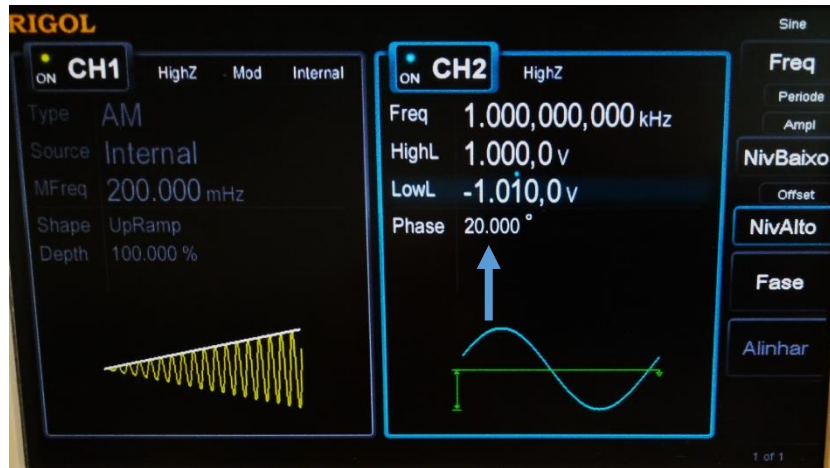 RIGOL
Sine
ON CH1 HighZ Mod Internal
Type AM
Source Internal
MFreq 200.000 mHz
Shape UpRamp
Depth 100.000 %
ON CH2 HighZ
Freq 1.000,000,000 kHz
HighL 1.000,0 V
LowL -1.010,0 V
Phase 20.000 °
Freq
Periode
Ampl
NivBaixo
Offset
NivAlto
Fase
Alinhar
1 of 1